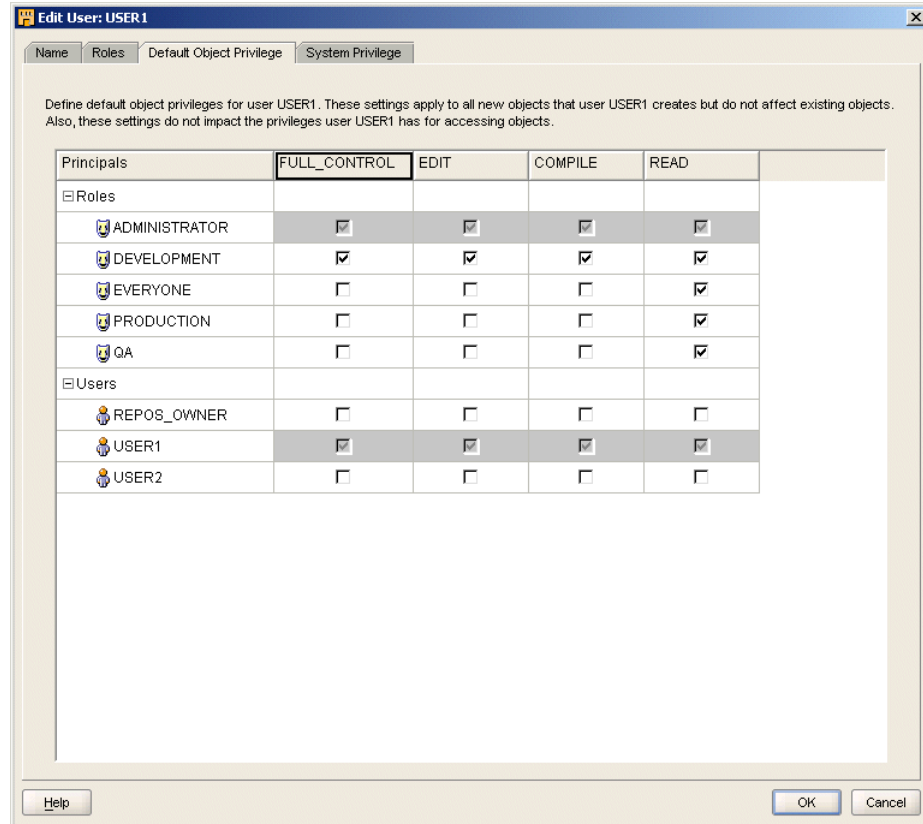 Edit User: USER1
Name Roles Default Object Privilege System Privilege
Define default object privileges for user USER1. These settings apply to all new objects that user USER1 creates but do not affect existing objects.
Also, these settings do not impact the privileges user USER1 has for accessing objects.
Principals FULL_CONTROL EDIT COMPILE READ
Roles
ADMINISTRATOR
DEVELOPMENT
EVERYONE
PRODUCTION
QA
Users
REPOS_OWNER
USER1
USER2
Help OK Cancel